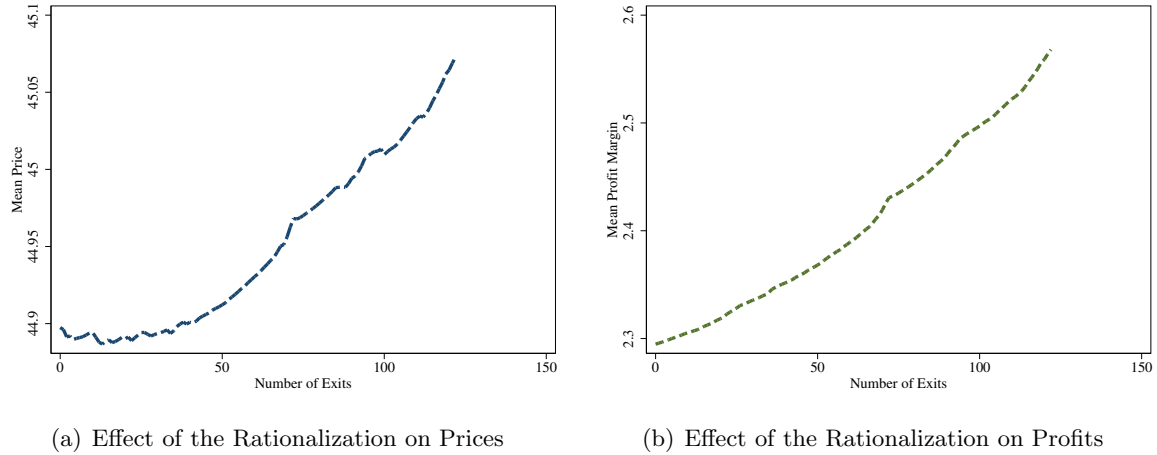 45.1
45.05
45
44.95
44.9
Mean Price
0
50
100
150
Number of Exits
(a) Effect of the Rationalization on Prices
2.6
2.5
2.4
2.3
Mean Profit Margin
0
50
100
150
Number of Exits
(b) Effect of the Rationalization on Profits